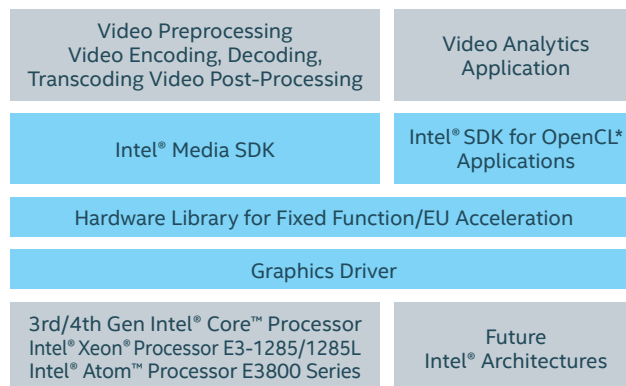 Video Preprocessing
Video Encoding, Decoding,
Transcoding Video Post-Processing
Video Analytics
Application
Intel® Media SDK
Intel® SDK for OpenCL*
Applications
Hardware Library for Fixed Function/EU Acceleration
Graphics Driver
3rd/4th Gen Intel® Core™ Processor
Intel® Xeon® Processor E3-1285/1285L
Intel® Atom™ Processor E3800 Series
Future
Intel® Architectures